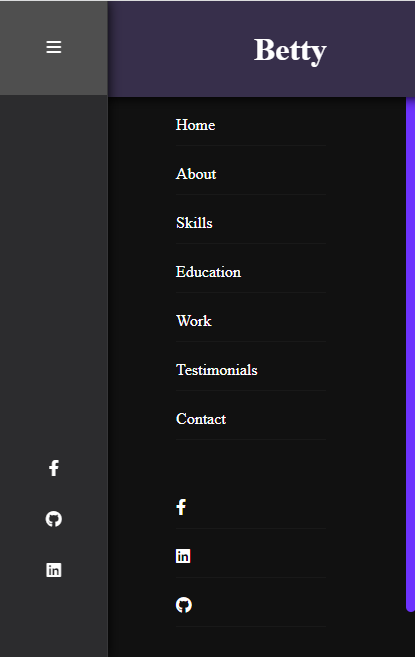 Betty
Home
About
Skills
Education
Work
Testimonials
Contact